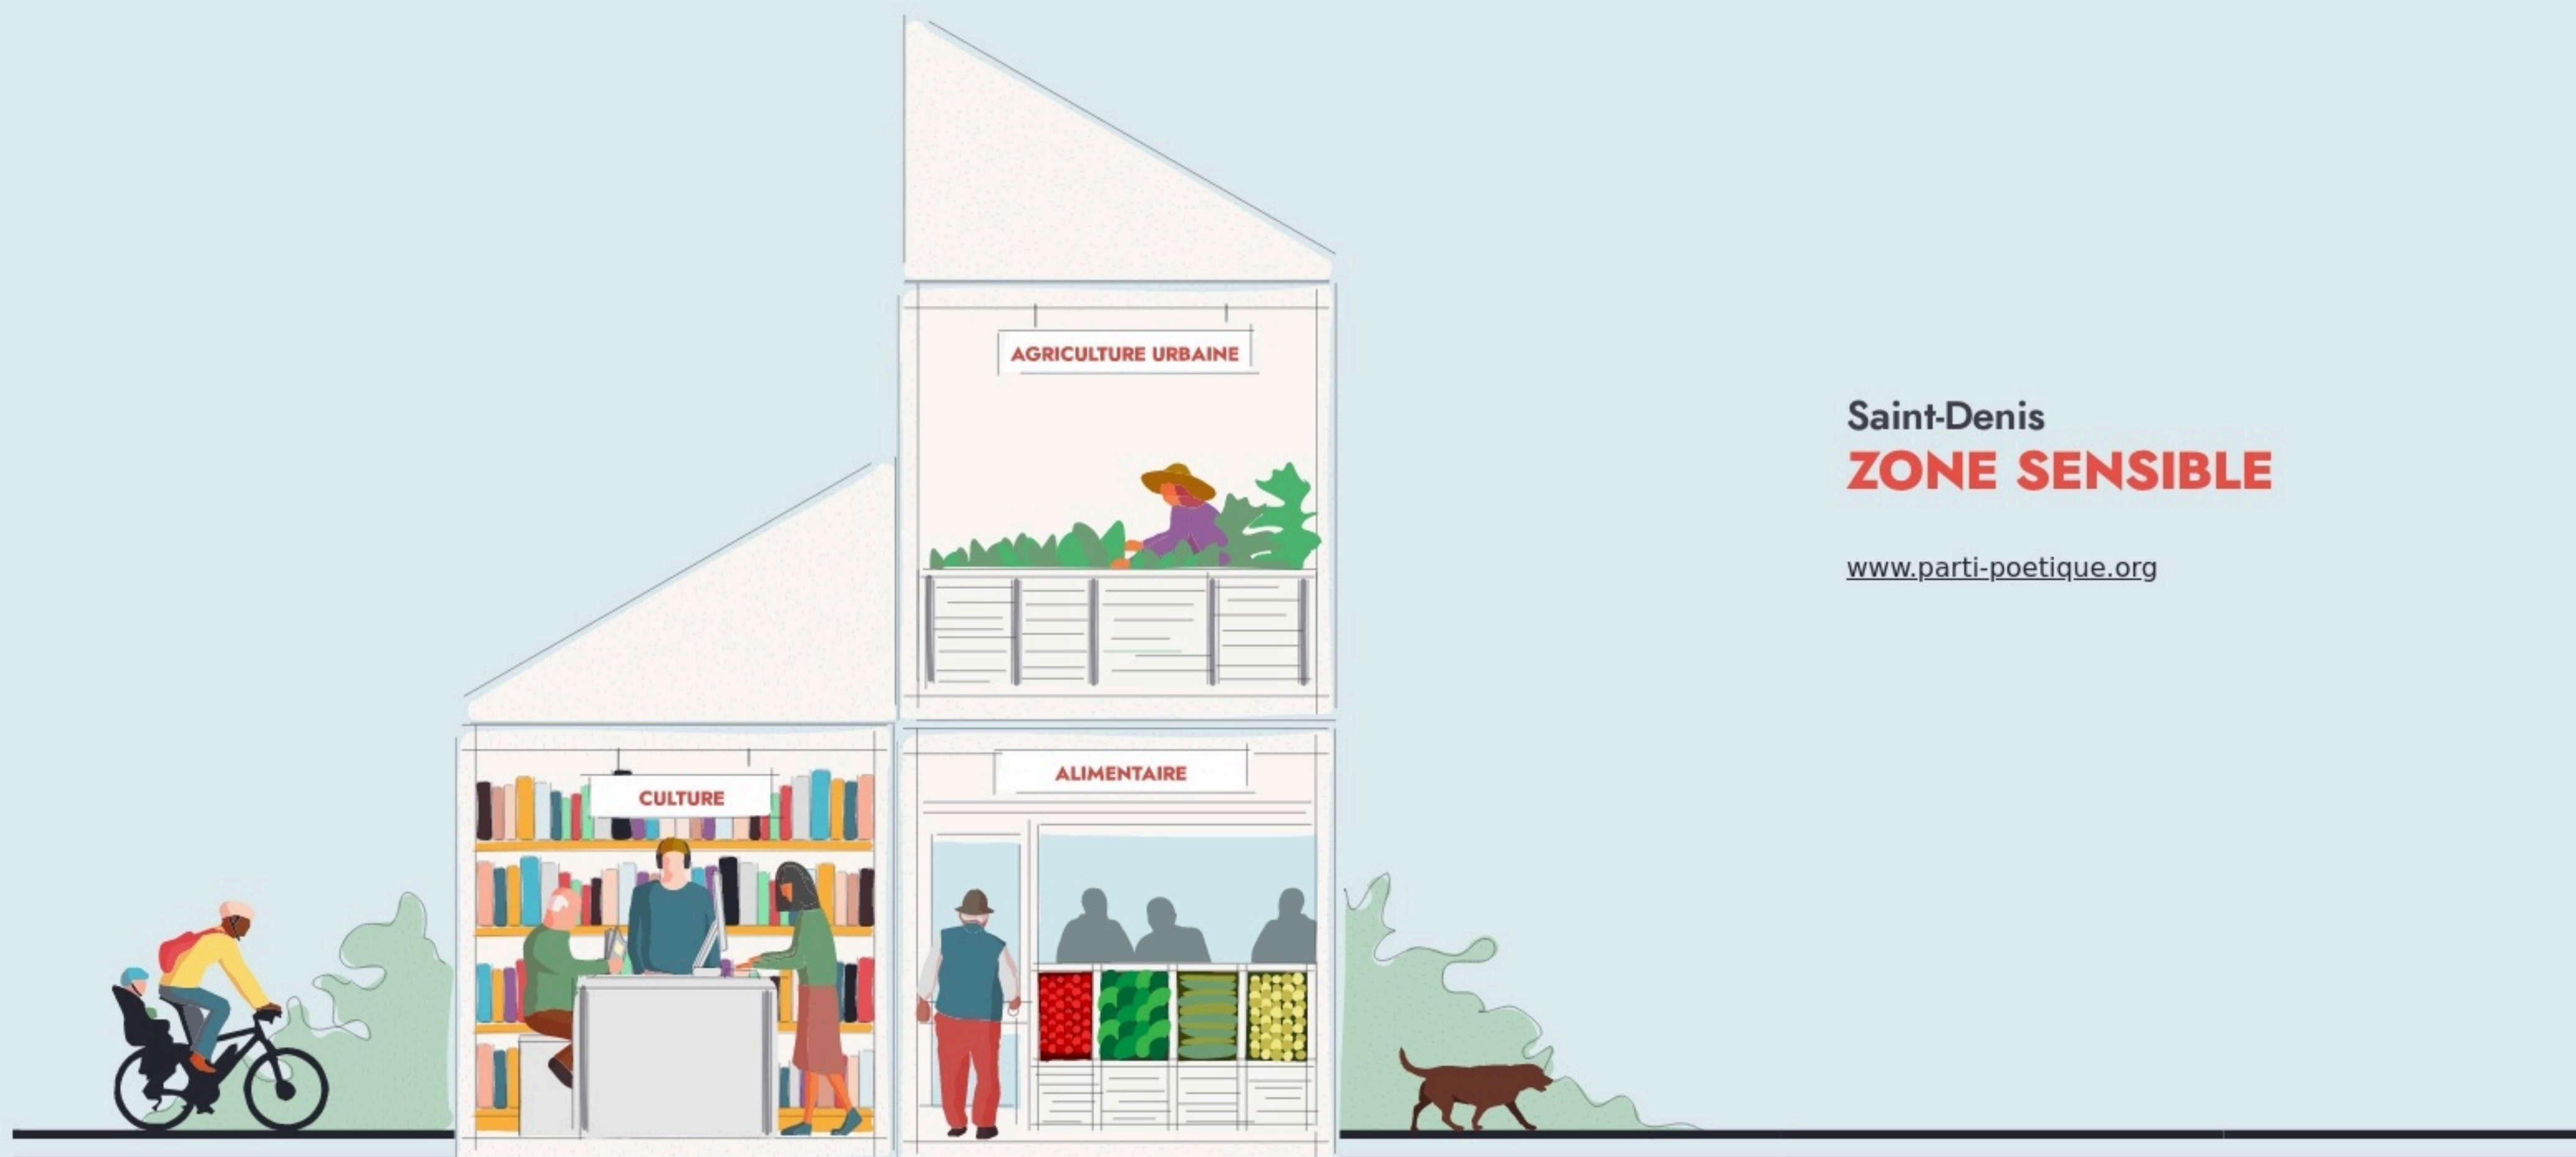 AGRICULTURE URBAINE
Saint-Denis
ZONE SENSIBLE
www.parti-poetique.org
CULTURE
ALIMENTAIRE